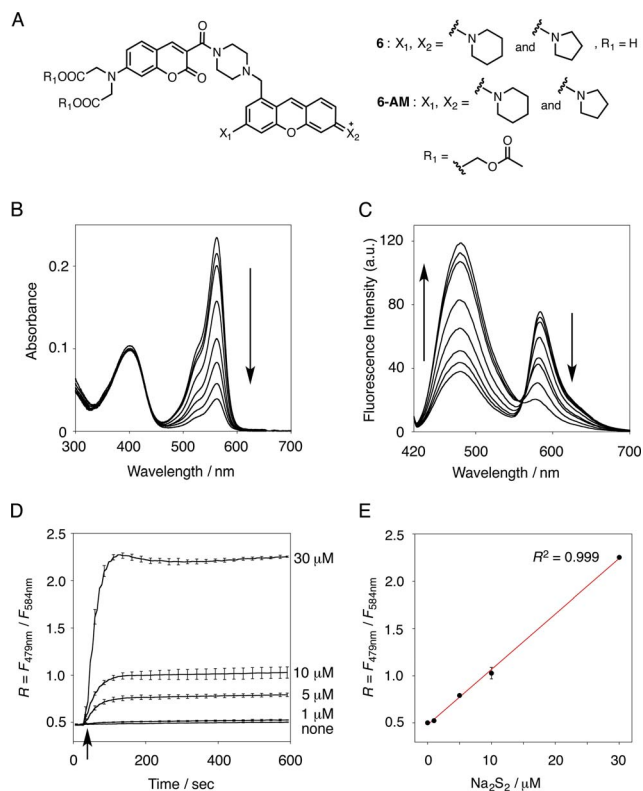 A
R₁OOC
R₁OOC
N
O
O
O
N
N
X₁
O
X₂
+
6 : X₁, X₂ = N and N , R₁ = H
6-AM : X₁, X₂ = N and N
R₁ = O O
B
Absorbance
0.2
0.1
0
300 400 500 600 700
Wavelength / nm
C
Fluorescence Intensity (a.u.)
120
80
40
0
420 500 600 700
Wavelength / nm
D
R = F479nm / F584nm
2.5
2.0
1.5
1.0
0.5
30 μM
10 μM
5 μM
1 μM
none
0 200 400 600
Time / sec
E
R = F479nm / F584nm
2.5
2.0
1.5
1.0
0.5
R² = 0.999
0 10 20 30
Na₂S₂ / μM